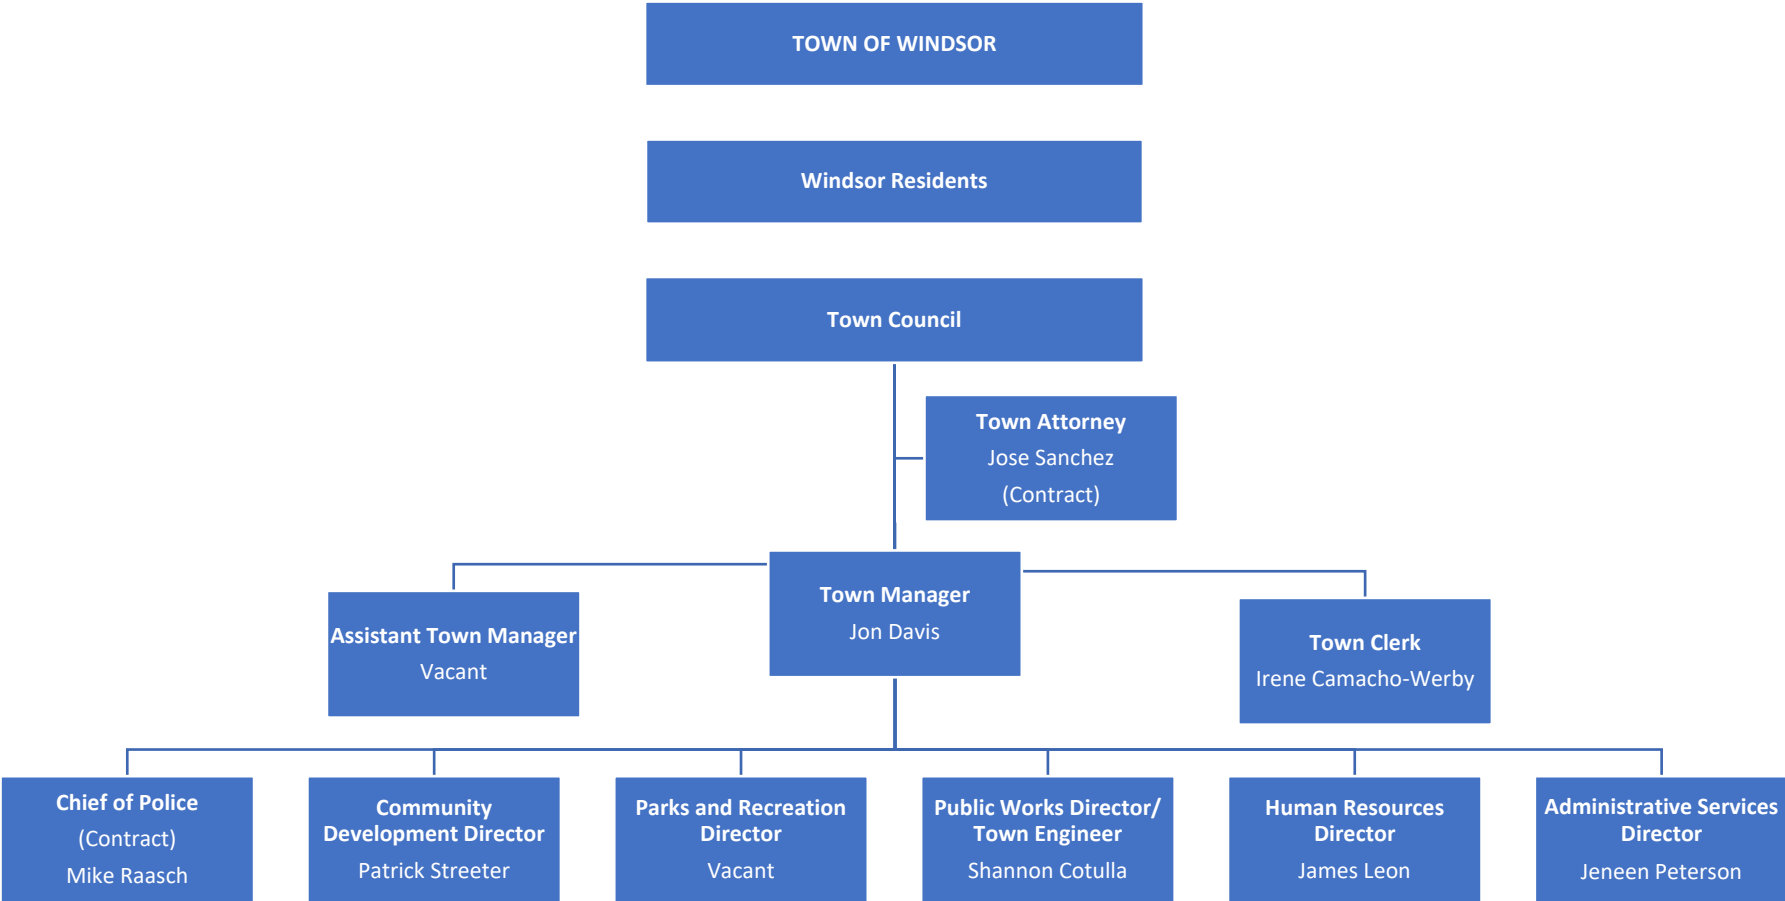 TOWN OF WINDSOR
Windsor Residents
Town Council
Town Attorney
Jose Sanchez
(Contract)
Town Manager
Jon Davis
Assistant Town Manager
Vacant
Town Clerk
Irene Camacho-Werby
Chief of Police
(Contract)
Mike Raasch
Community
Development Director
Patrick Streeter
Parks and Recreation
Director
Vacant
Public Works Director/
Town Engineer
Shannon Cotulla
Human Resources
Director
James Leon
Administrative Services
Director
Jeneen Peterson